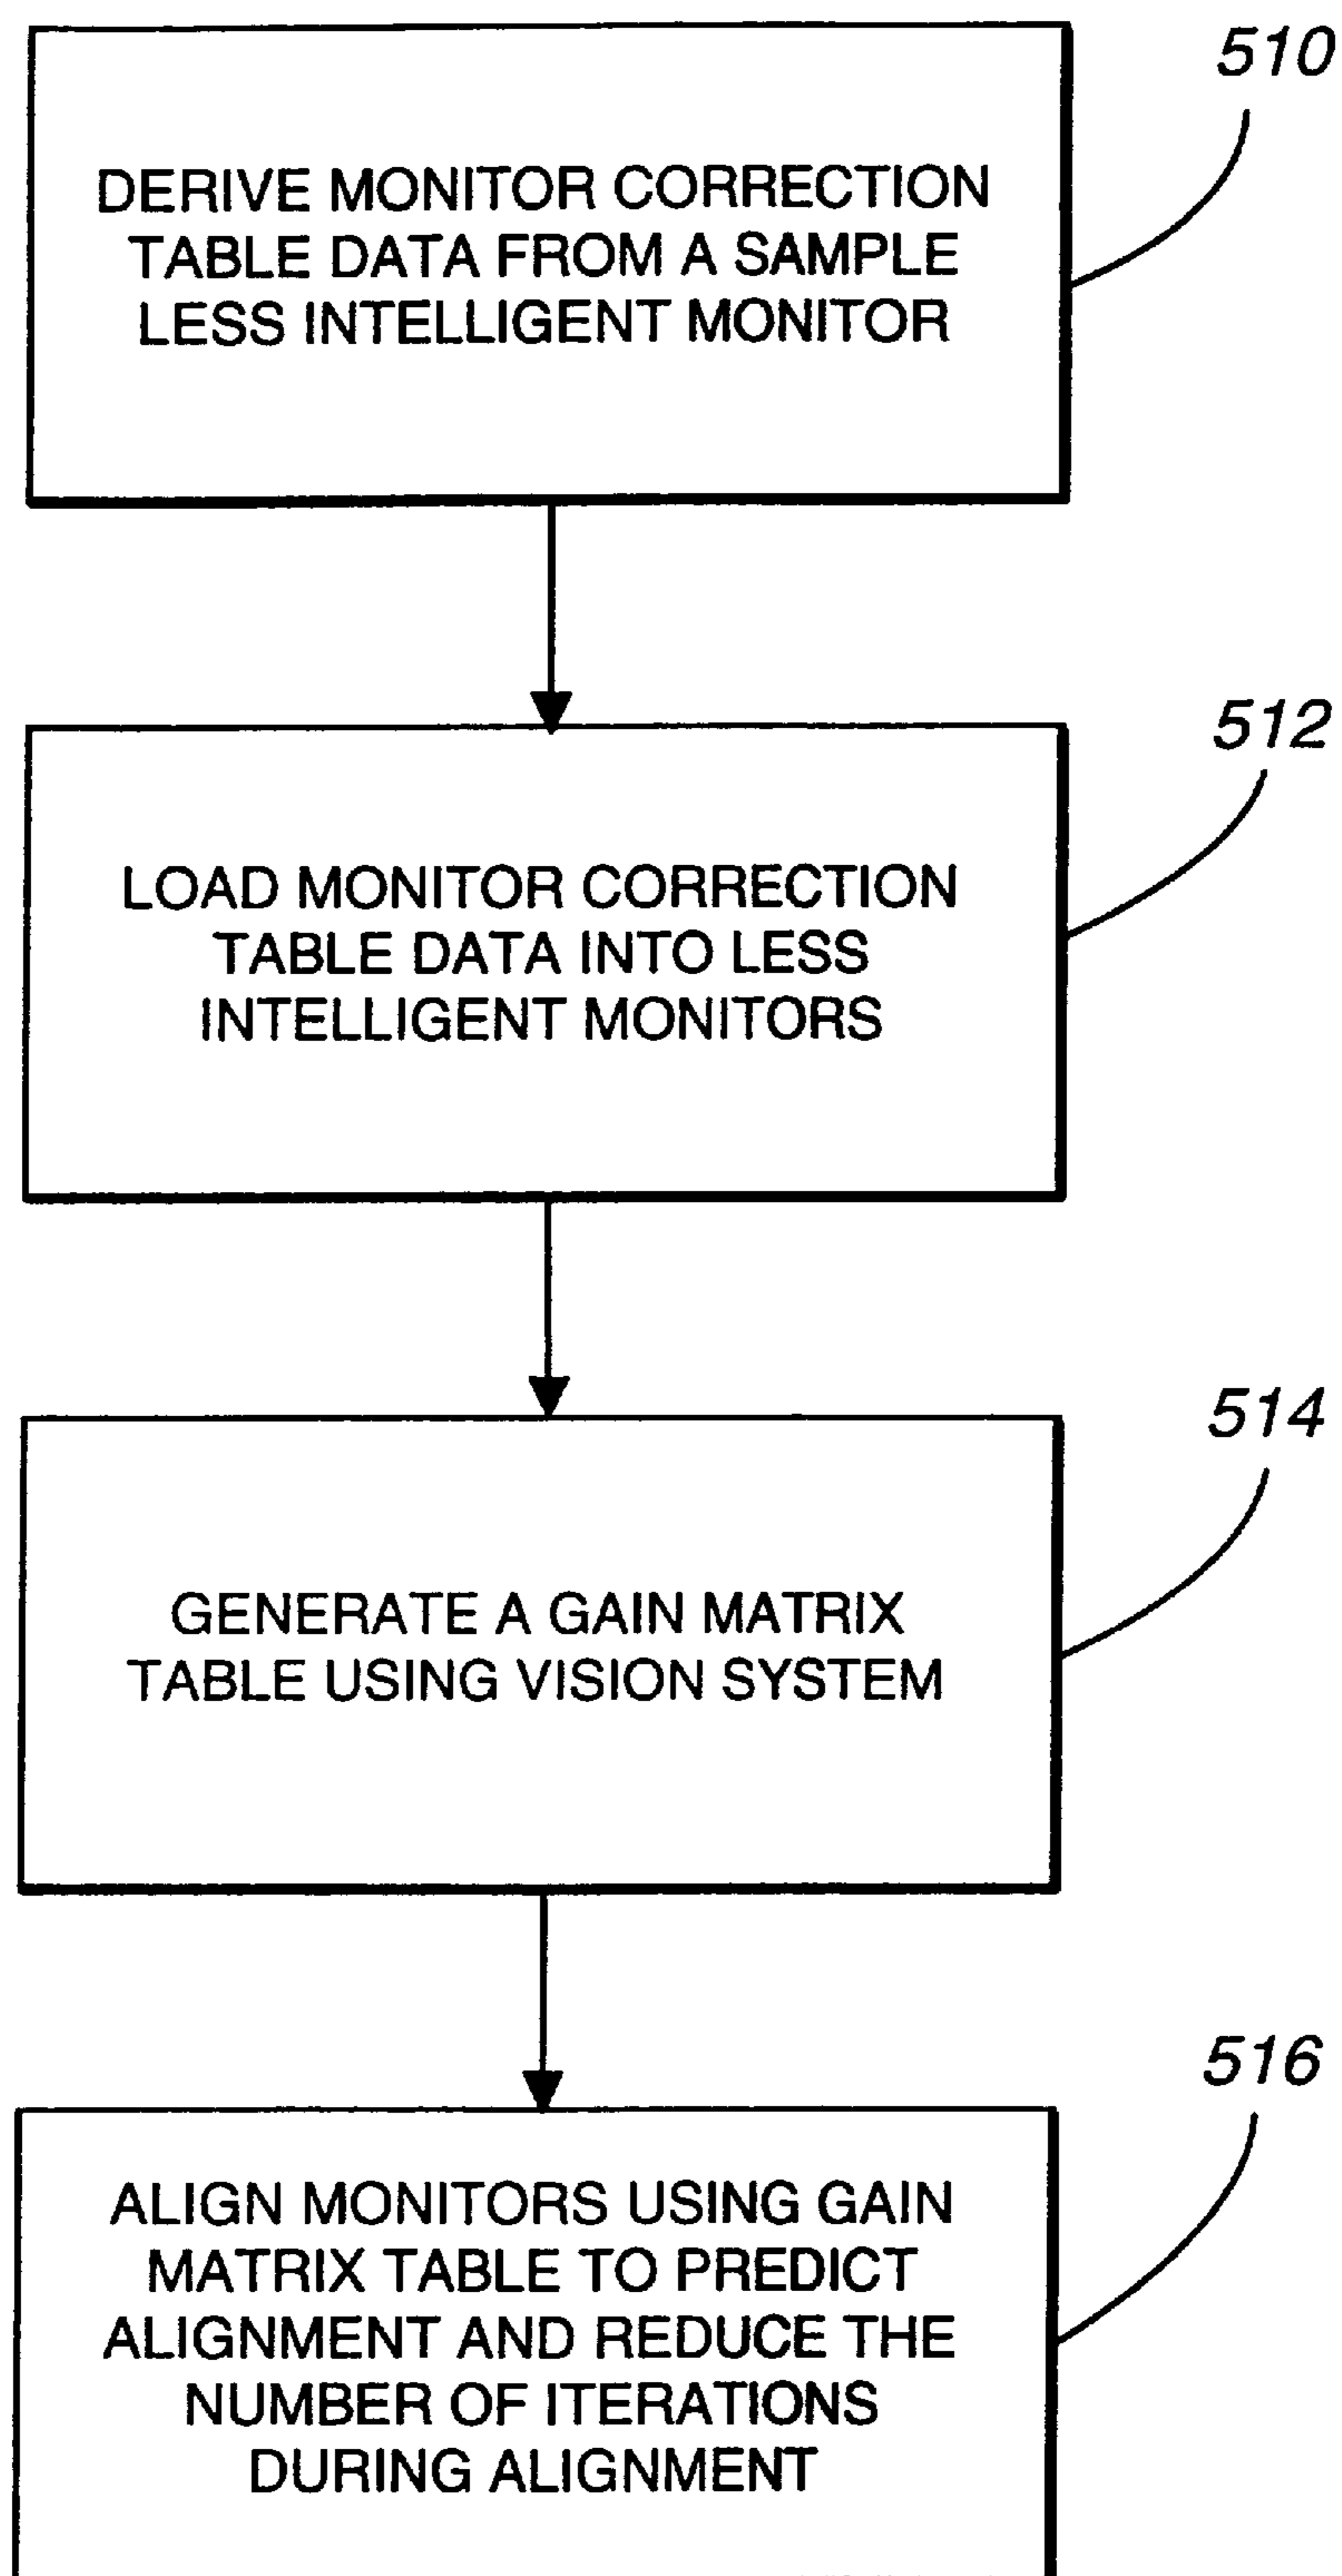 510
DERIVE MONITOR CORRECTION
TABLE DATA FROM A SAMPLE
LESS INTELLIGENT MONITOR
512
LOAD MONITOR CORRECTION
TABLE DATA INTO LESS
INTELLIGENT MONITORS
514
GENERATE A GAIN MATRIX
TABLE USING VISION SYSTEM
516
ALIGN MONITORS USING GAIN
MATRIX TABLE TO PREDICT
ALIGNMENT AND REDUCE THE
NUMBER OF ITERATIONS
DURING ALIGNMENT